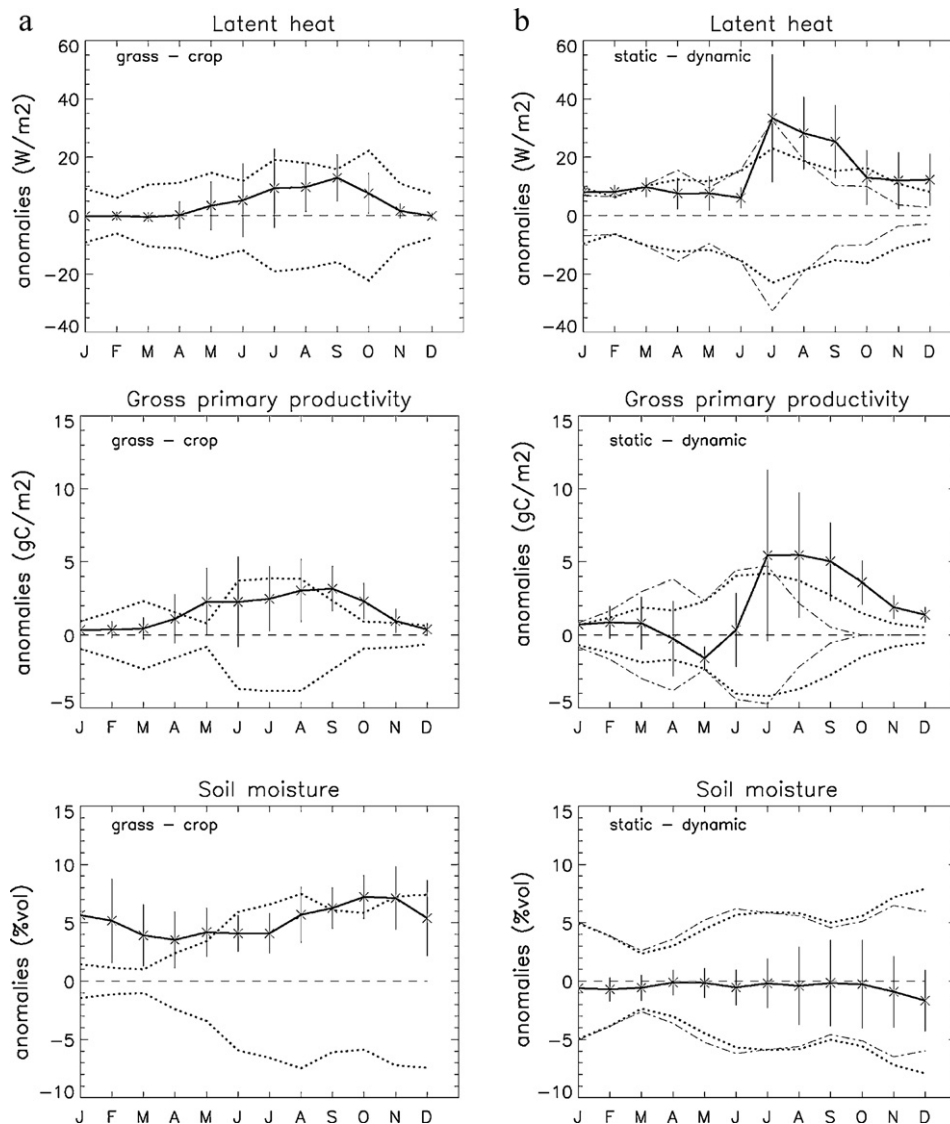 a
Latent heat
grass – crop
anomalies (W/m2)
60
40
20
0
−20
−40
J F M A M J J A S O N D
b
Latent heat
static – dynamic
anomalies (W/m2)
60
40
20
0
−20
−40
J F M A M J J A S O N D
Gross primary productivity
grass – crop
anomalies (gC/m2)
15
10
5
0
−5
J F M A M J J A S O N D
Gross primary productivity
static – dynamic
anomalies (gC/m2)
15
10
5
0
−5
J F M A M J J A S O N D
Soil moisture
grass – crop
anomalies (%vol)
15
10
5
0
−5
−10
J F M A M J J A S O N D
Soil moisture
static – dynamic
anomalies (%vol)
15
10
5
0
−5
−10
J F M A M J J A S O N D